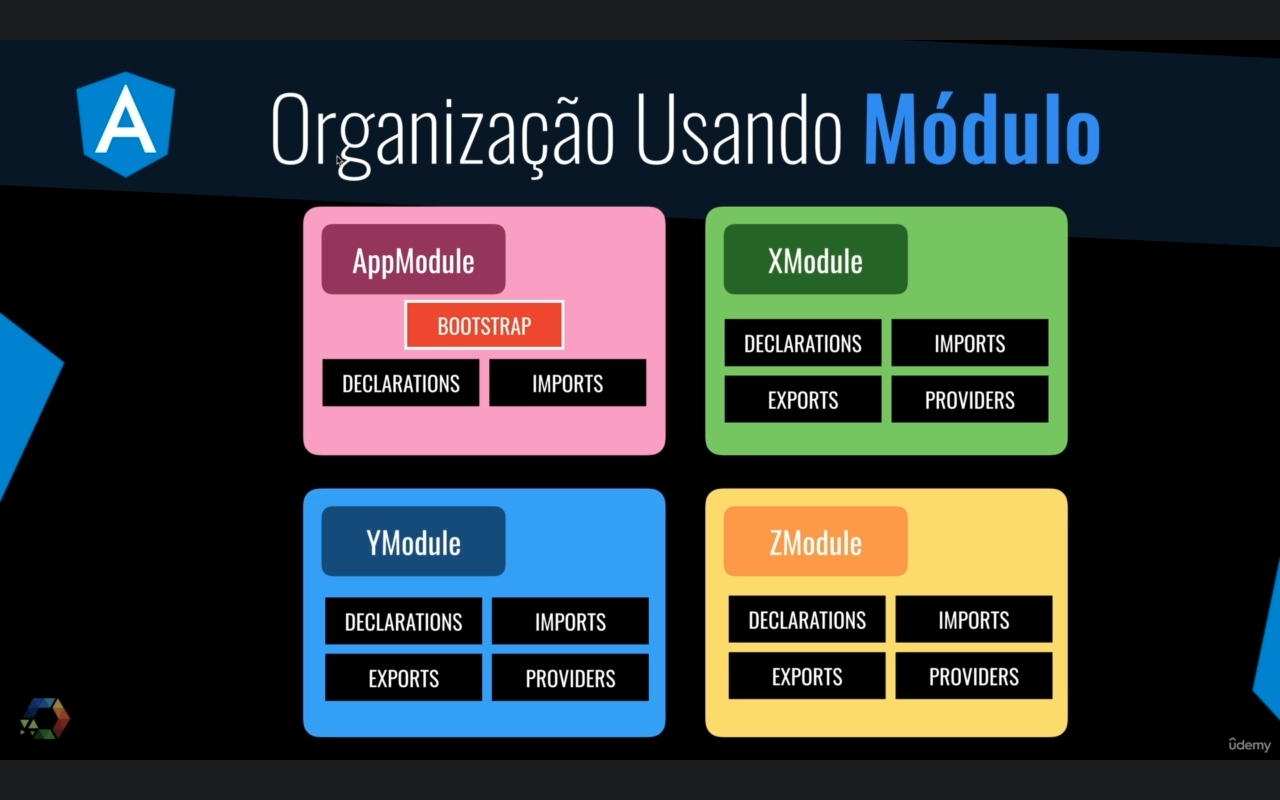 A
Organização Usando Módulo
AppModule
BOOTSTRAP
DECLARATIONS IMPORTS
XModule
DECLARATIONS IMPORTS
EXPORTS PROVIDERS
YModule
DECLARATIONS IMPORTS
EXPORTS PROVIDERS
ZModule
DECLARATIONS IMPORTS
EXPORTS PROVIDERS
ûdemy